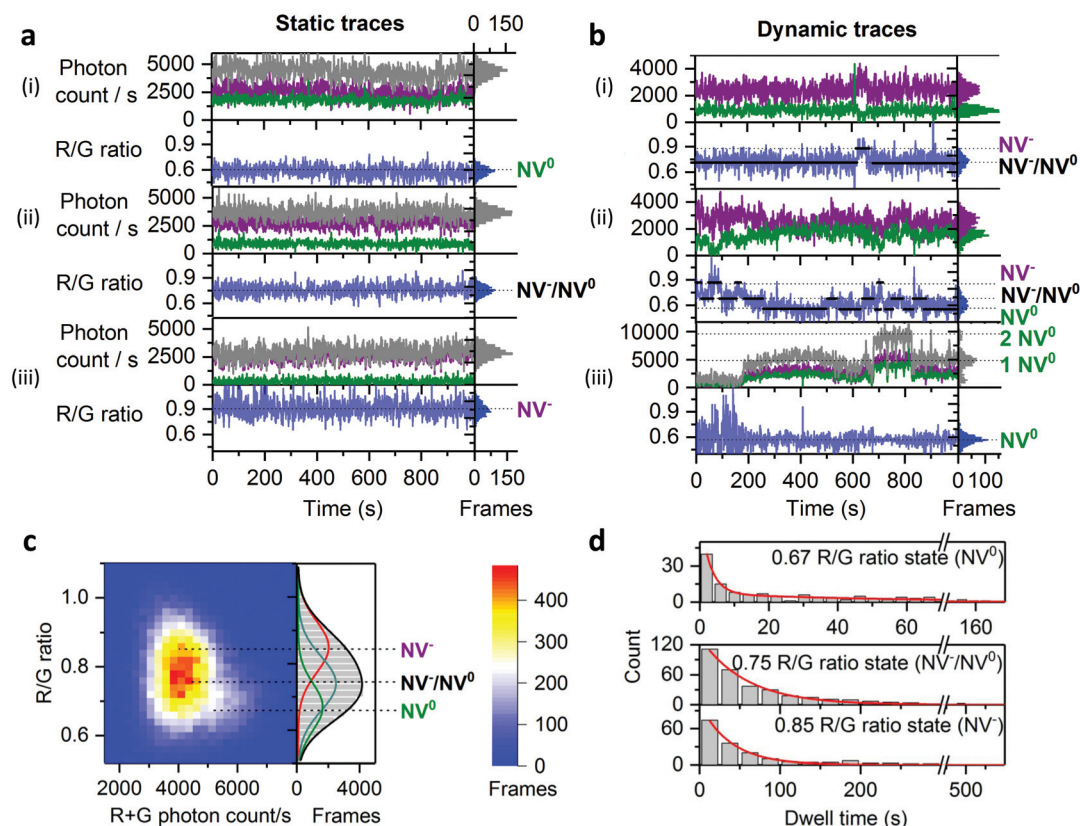 a
Static traces
0 150
(i)
Photon
count / s
5000
2500
0
R/G ratio
0.9
0.6
NV⁰
(ii)
Photon
count / s
5000
2500
0
R/G ratio
0.9
0.6
NV⁻/NV⁰
(iii)
Photon
count / s
5000
2500
0
R/G ratio
0.9
0.6
NV⁻
0 200 400 600 800 0 150
Time (s) Frames
b
Dynamic traces
(i)
4000
2000
0
0.9
0.6
NV⁻
NV⁻/NV⁰
(ii)
4000
2000
0
0.9
0.6
NV⁻
NV⁻/NV⁰
NV⁰
(iii)
10000
5000
0
2 NV⁰
1 NV⁰
0.6
NV⁰
0 200 400 600 800 0 100
Time (s) Frames
c
R/G ratio
1.0
0.8
0.6
NV⁻
NV⁻/NV⁰
NV⁰
2000 4000 6000 0 4000
R+G photon count/s Frames
400
300
200
100
0
Frames
d
Count
30
0
0.67 R/G ratio state (NV⁰)
0 20 40 60 160
120
60
0
0.75 R/G ratio state (NV⁻/NV⁰)
60
0
0.85 R/G ratio state (NV⁻)
0 100 200 500
Dwell time (s)